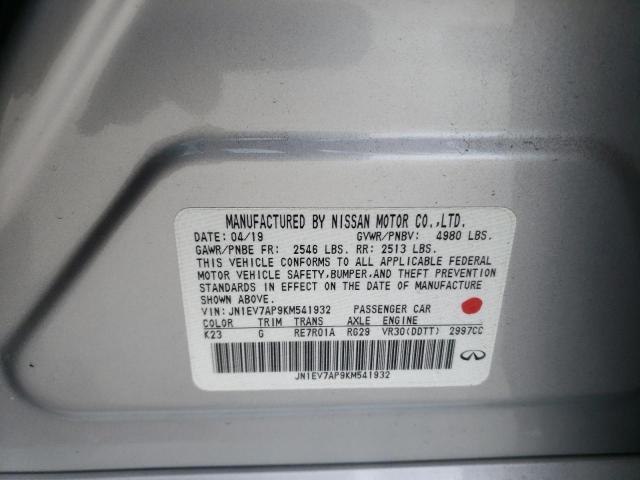 MANUFACTURED BY NISSAN MOTOR CO.,LTD.
DATE: 04/19 GVWR/PNBV: 4980 LBS.
GAWR/PNBE FR: 2546 LBS. RR: 2513 LBS.
THIS VEHICLE CONFORMS TO ALL APPLICABLE FEDERAL
MOTOR VEHICLE SAFETY,BUMPER,AND THEFT PREVENTION
STANDARDS IN EFFECT ON THE DATE OF MANUFACTURE
SHOWN ABOVE.
VIN: JN1EV7AP9KM541932 PASSENGER CAR
COLOR TRIM TRANS AXLE ENGINE
K23 G RE7R01A RG29 VR30(DDTT) 2997CC
JN1EV7AP9KM541932